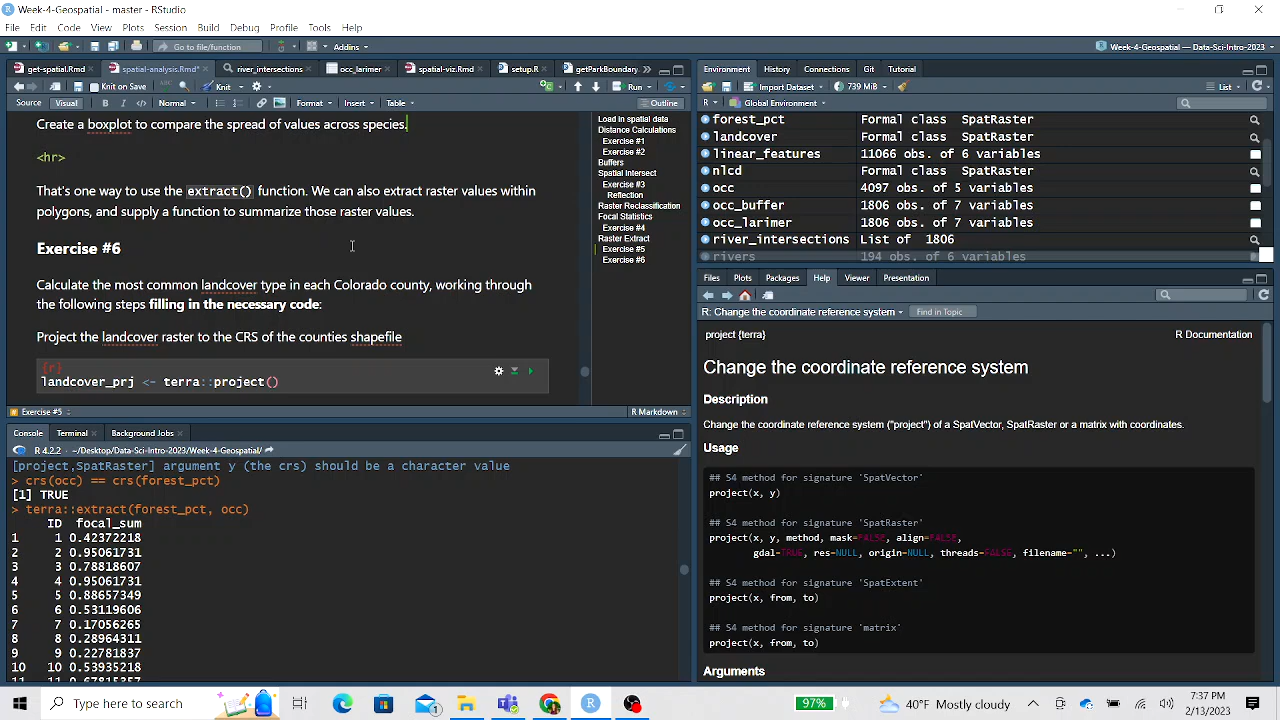 Week-4-Geospatial - master - RStudio
File Edit Code View Plots Session Build Debug Profile Tools Help
Go to file/function Addins Week-4-Geospatial — Data-Sci-Intro-2023
get-spatial.Rmd spatial-analysis.Rmd* river_intersections occ_larimer spatial-viz.Rmd setup.R getParkBoundary
Knit on Save ABC Knit Run
Source Visual B I Normal Format Insert Table Outline
Create a boxplot to compare the spread of values across species.
<hr>
That's one way to use the extract() function. We can also extract raster values within
polygons, and supply a function to summarize those raster values.
Exercise #6
Calculate the most common landcover type in each Colorado county, working through
the following steps filling in the necessary code:
Project the landcover raster to the CRS of the counties shapefile
{r}
landcover_prj <- terra::project()
Exercise #5 R Markdown
Load in spatial data
Distance Calculations
Exercise #1
Exercise #2
Buffers
Spatial Intersect
Exercise #3
Reflection
Raster Reclassification
Focal Statistics
Exercise #4
Raster Extract
Exercise #5
Exercise #6
Console Terminal Background Jobs
R 4.2.2 · ~/Desktop/Data-Sci-Intro-2023/Week-4-Geospatial/
[project,SpatRaster] argument y (the crs) should be a character value
> crs(occ) == crs(forest_pct)
[1] TRUE
> terra::extract(forest_pct, occ)
ID focal_sum
1 1 0.42372218
2 2 0.95061731
3 3 0.78818607
4 4 0.95061731
5 5 0.88657349
6 6 0.53119606
7 7 0.17056265
8 8 0.28964311
9 9 0.22781837
10 10 0.53935218
11 11 0.67815357
Environment History Connections Git Tutorial
Import Dataset 739 MiB List
R Global Environment
forest_pct Formal class SpatRaster
landcover Formal class SpatRaster
linear_features 11066 obs. of 6 variables
nlcd Formal class SpatRaster
occ 4097 obs. of 5 variables
occ_buffer 1806 obs. of 7 variables
occ_larimer 1806 obs. of 7 variables
river_intersections List of 1806
rivers 194 obs. of 6 variables
Files Plots Packages Help Viewer Presentation
R: Change the coordinate reference system Find in Topic
project {terra} R Documentation
Change the coordinate reference system
Description
Change the coordinate reference system ("project") of a SpatVector, SpatRaster or a matrix with coordinates.
Usage
## S4 method for signature 'SpatVector'
project(x, y)
## S4 method for signature 'SpatRaster'
project(x, y, method, mask=FALSE, align=FALSE,
gdal=TRUE, res=NULL, origin=NULL, threads=FALSE, filename="", ...)
## S4 method for signature 'SpatExtent'
project(x, from, to)
## S4 method for signature 'matrix'
project(x, from, to)
Arguments
Type here to search 97% 40°F Mostly cloudy 7:37 PM
2/13/2023